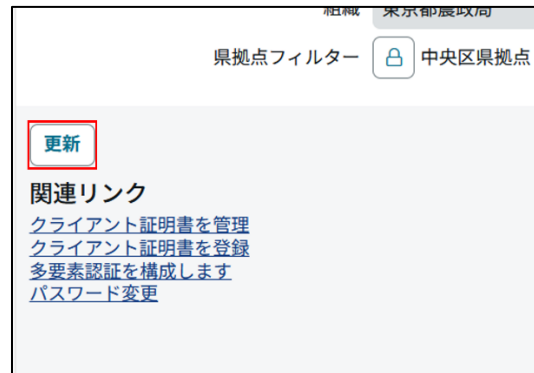 組織 東京都農政局
県拠点フィルター 中央区県拠点
更新
関連リンク
クライアント証明書を管理
クライアント証明書を登録
多要素認証を構成します
パスワード変更